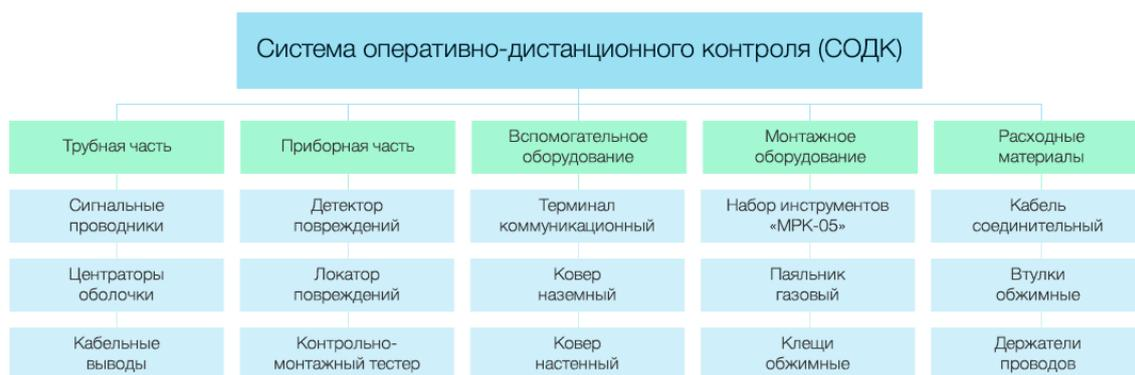 Система оперативно-дистанционного контроля (СОДК)
Трубная часть
Приборная часть
Вспомогательное
оборудование
Монтажное
оборудование
Расходные
материалы
Сигнальные
проводники
Детектор
повреждений
Терминал
коммуникационный
Набор инструментов
«МРК-05»
Кабель
соединительный
Центраторы
оболочки
Локатор
повреждений
Ковер
наземный
Паяльник
газовый
Втулки
обжимные
Кабельные
выводы
Контрольно-
монтажный тестер
Ковер
настенный
Клещи
обжимные
Держатели
проводов